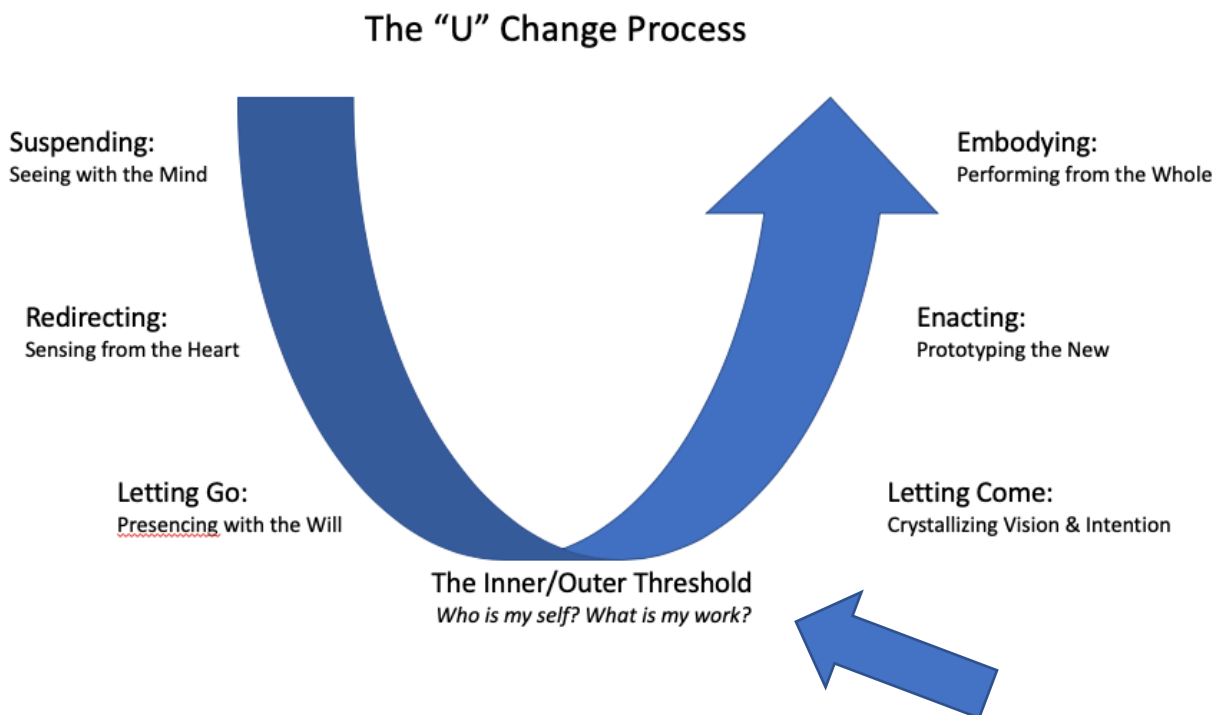 The “U” Change Process
Suspending:
Seeing with the Mind
Redirecting:
Sensing from the Heart
Letting Go:
Presencing with the Will
The Inner/Outer Threshold
Who is my self? What is my work?
Letting Come:
Crystallizing Vision & Intention
Enacting:
Prototyping the New
Embodying:
Performing from the Whole